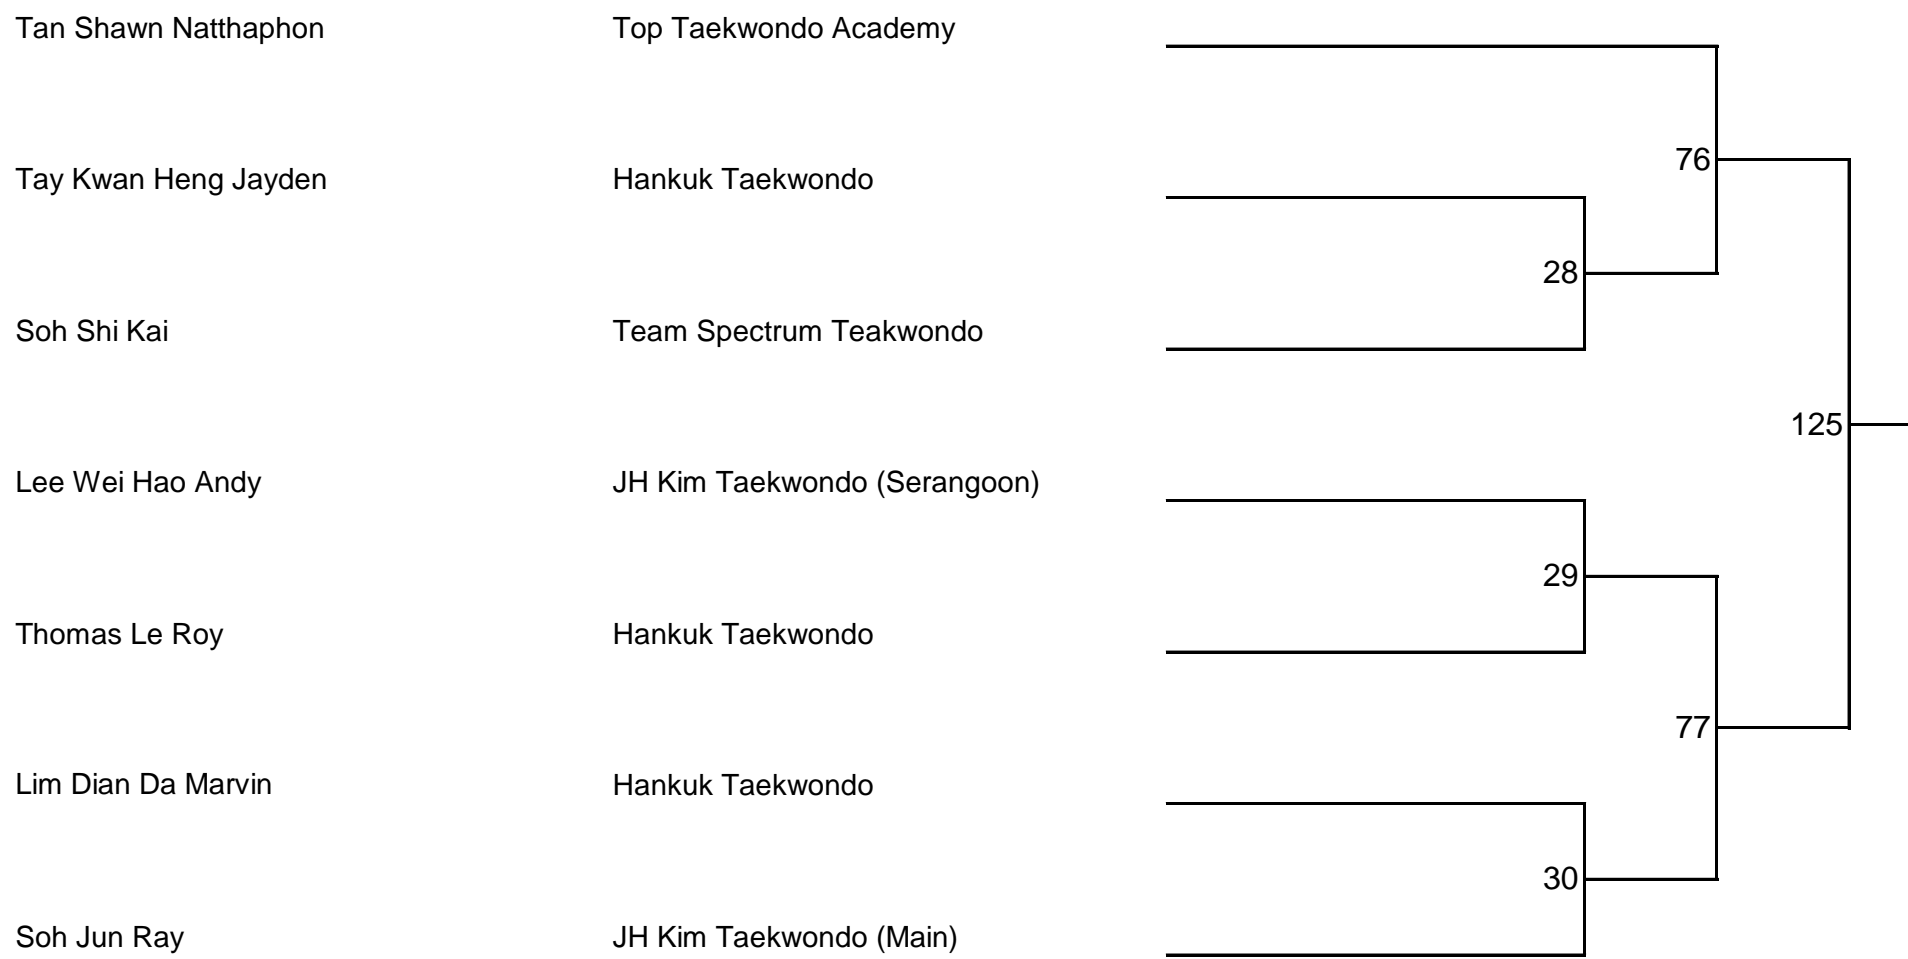 Tan Shawn Natthaphon Top Taekwondo Academy
76
Tay Kwan Heng Jayden Hankuk Taekwondo
28
Soh Shi Kai Team Spectrum Teakwondo
125
Lee Wei Hao Andy JH Kim Taekwondo (Serangoon)
29
Thomas Le Roy Hankuk Taekwondo
77
Lim Dian Da Marvin Hankuk Taekwondo
30
Soh Jun Ray JH Kim Taekwondo (Main)